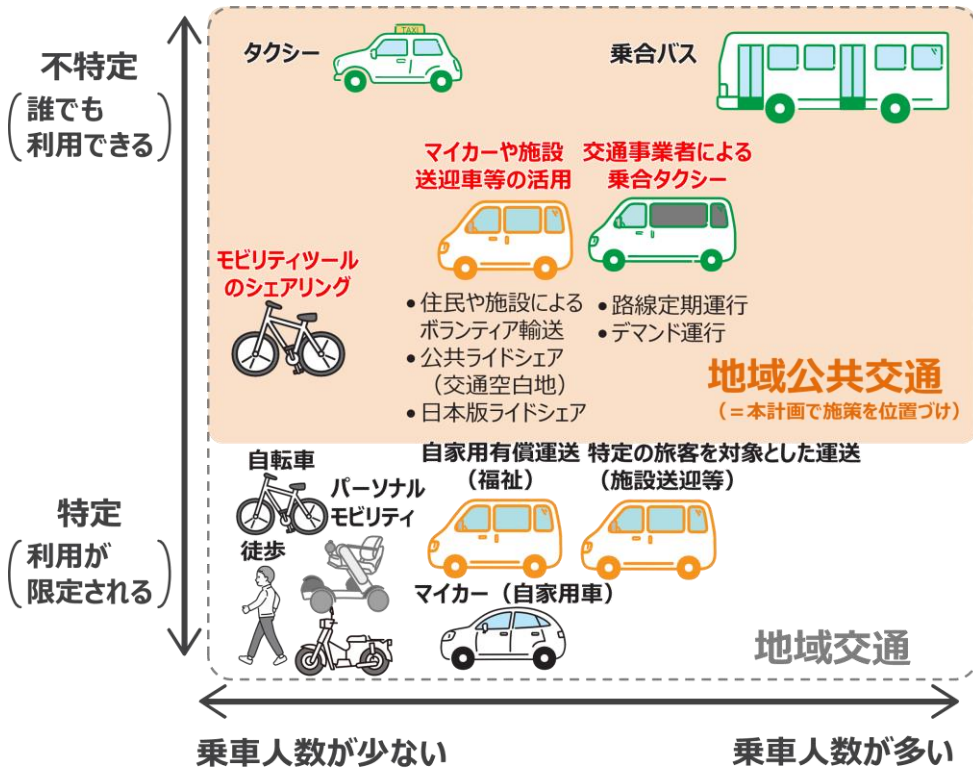 不特定
(誰でも
利用できる)
特定
(利用が
限定される)
タクシー
TAXI
乗合バス
マイカーや施設
送迎車等の活用
交通事業者による
乗合タクシー
モビリティツール
のシェアリング
•住民や施設による
ボランティア輸送
•公共ライドシェア
(交通空白地)
•日本版ライドシェア
•路線定期運行
•デマンド運行
地域公共交通
(=本計画で施策を位置づけ)
自転車
パーソナル
モビリティ
徒歩
自家用有償運送
(福祉)
特定の旅客を対象とした運送
(施設送迎等)
マイカー(自家用車)
地域交通
乗車人数が少ない
乗車人数が多い